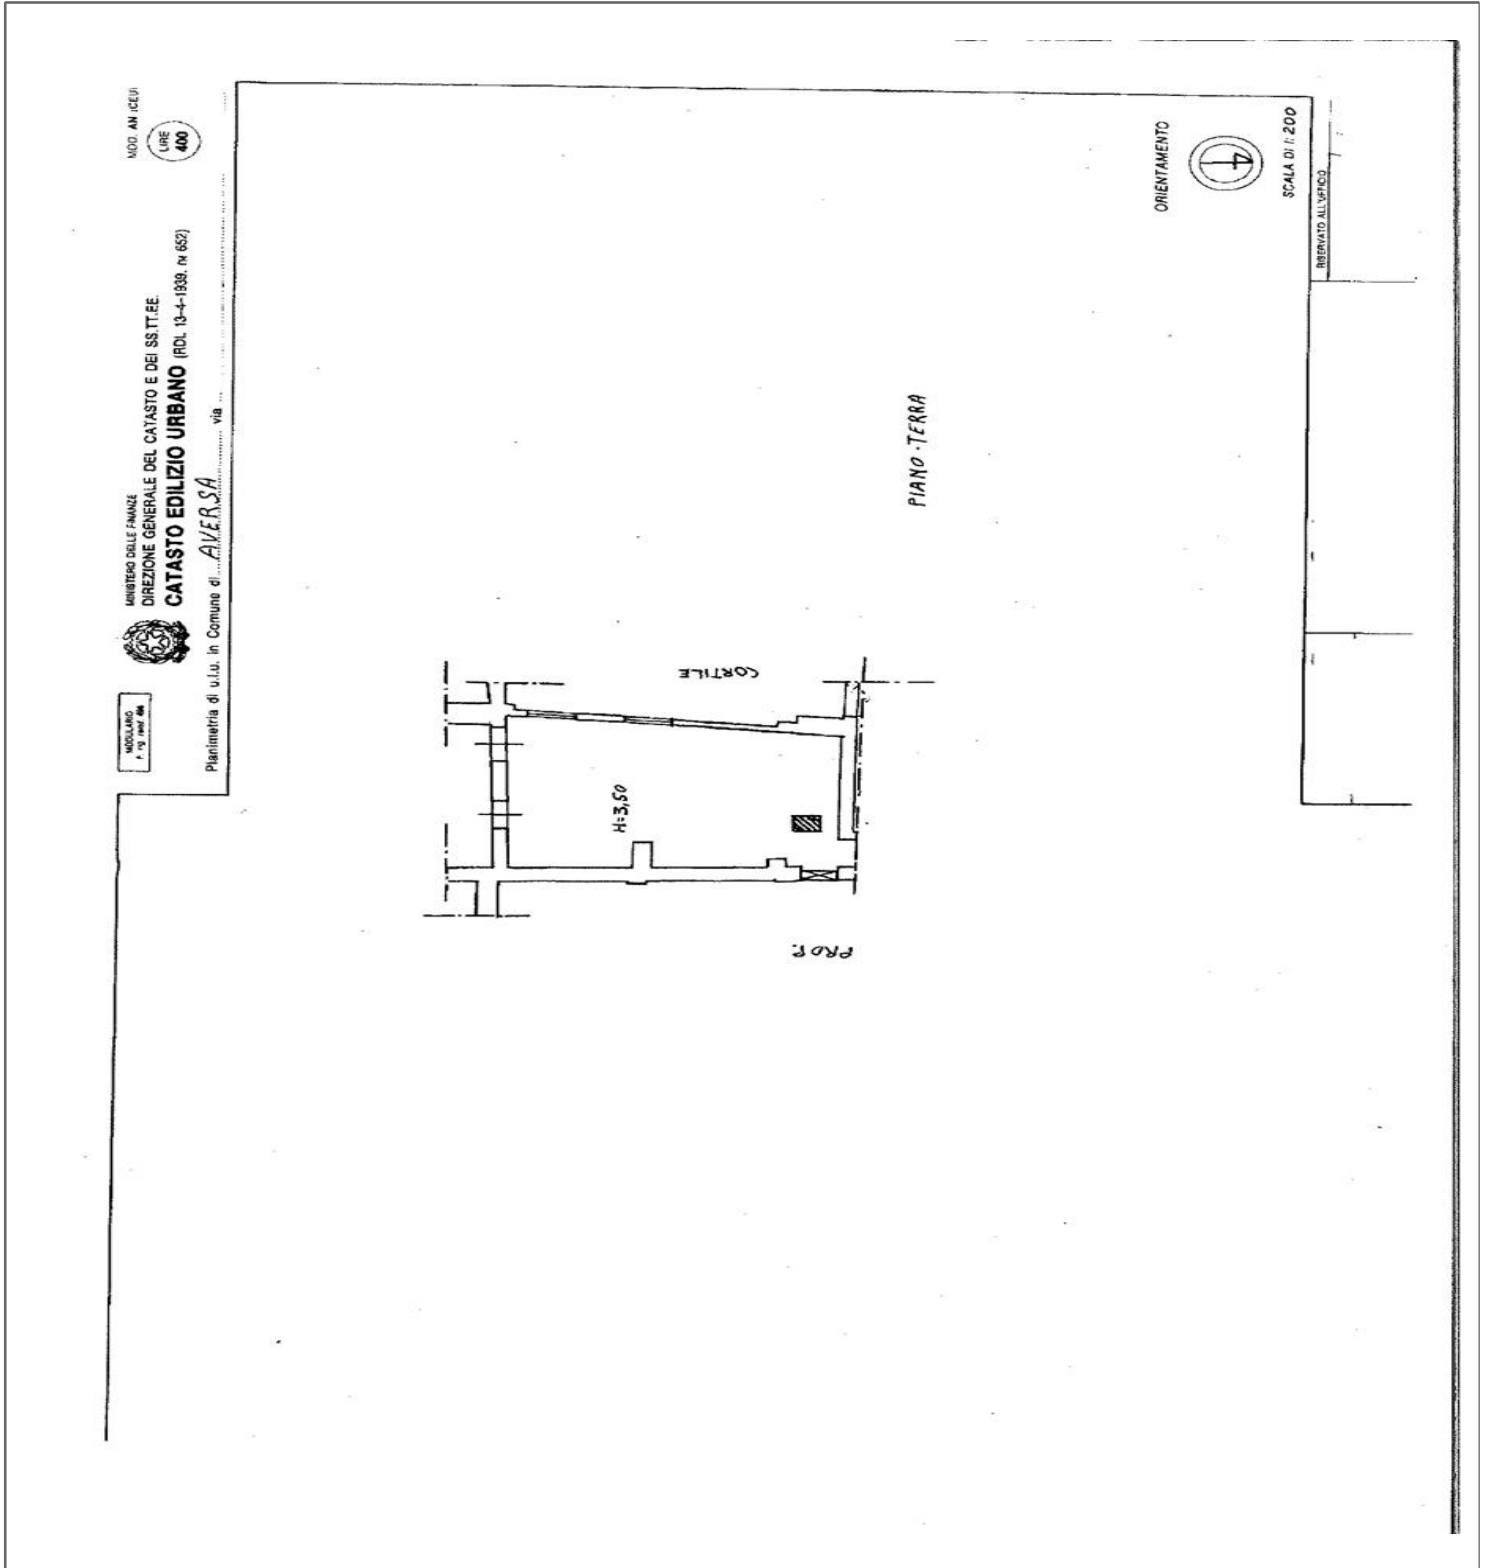 MODULARIO
MINISTERO DELLE FINANZE
DIREZIONE GENERALE DEL CATASTO E DEI SS.TT.EE.
CATASTO EDILIZIO URBANO (RDL 13-4-1939, n. 652)
MOD. AN (CEU)
LIRE
400
Planimetria di u.i.u. in Comune di AVERSA via
CORTILE
H=3,50
PROP.
PIANO-TERRA
ORIENTAMENTO
SCALA DI 1:200
RISERVATO ALL'UFFICIO